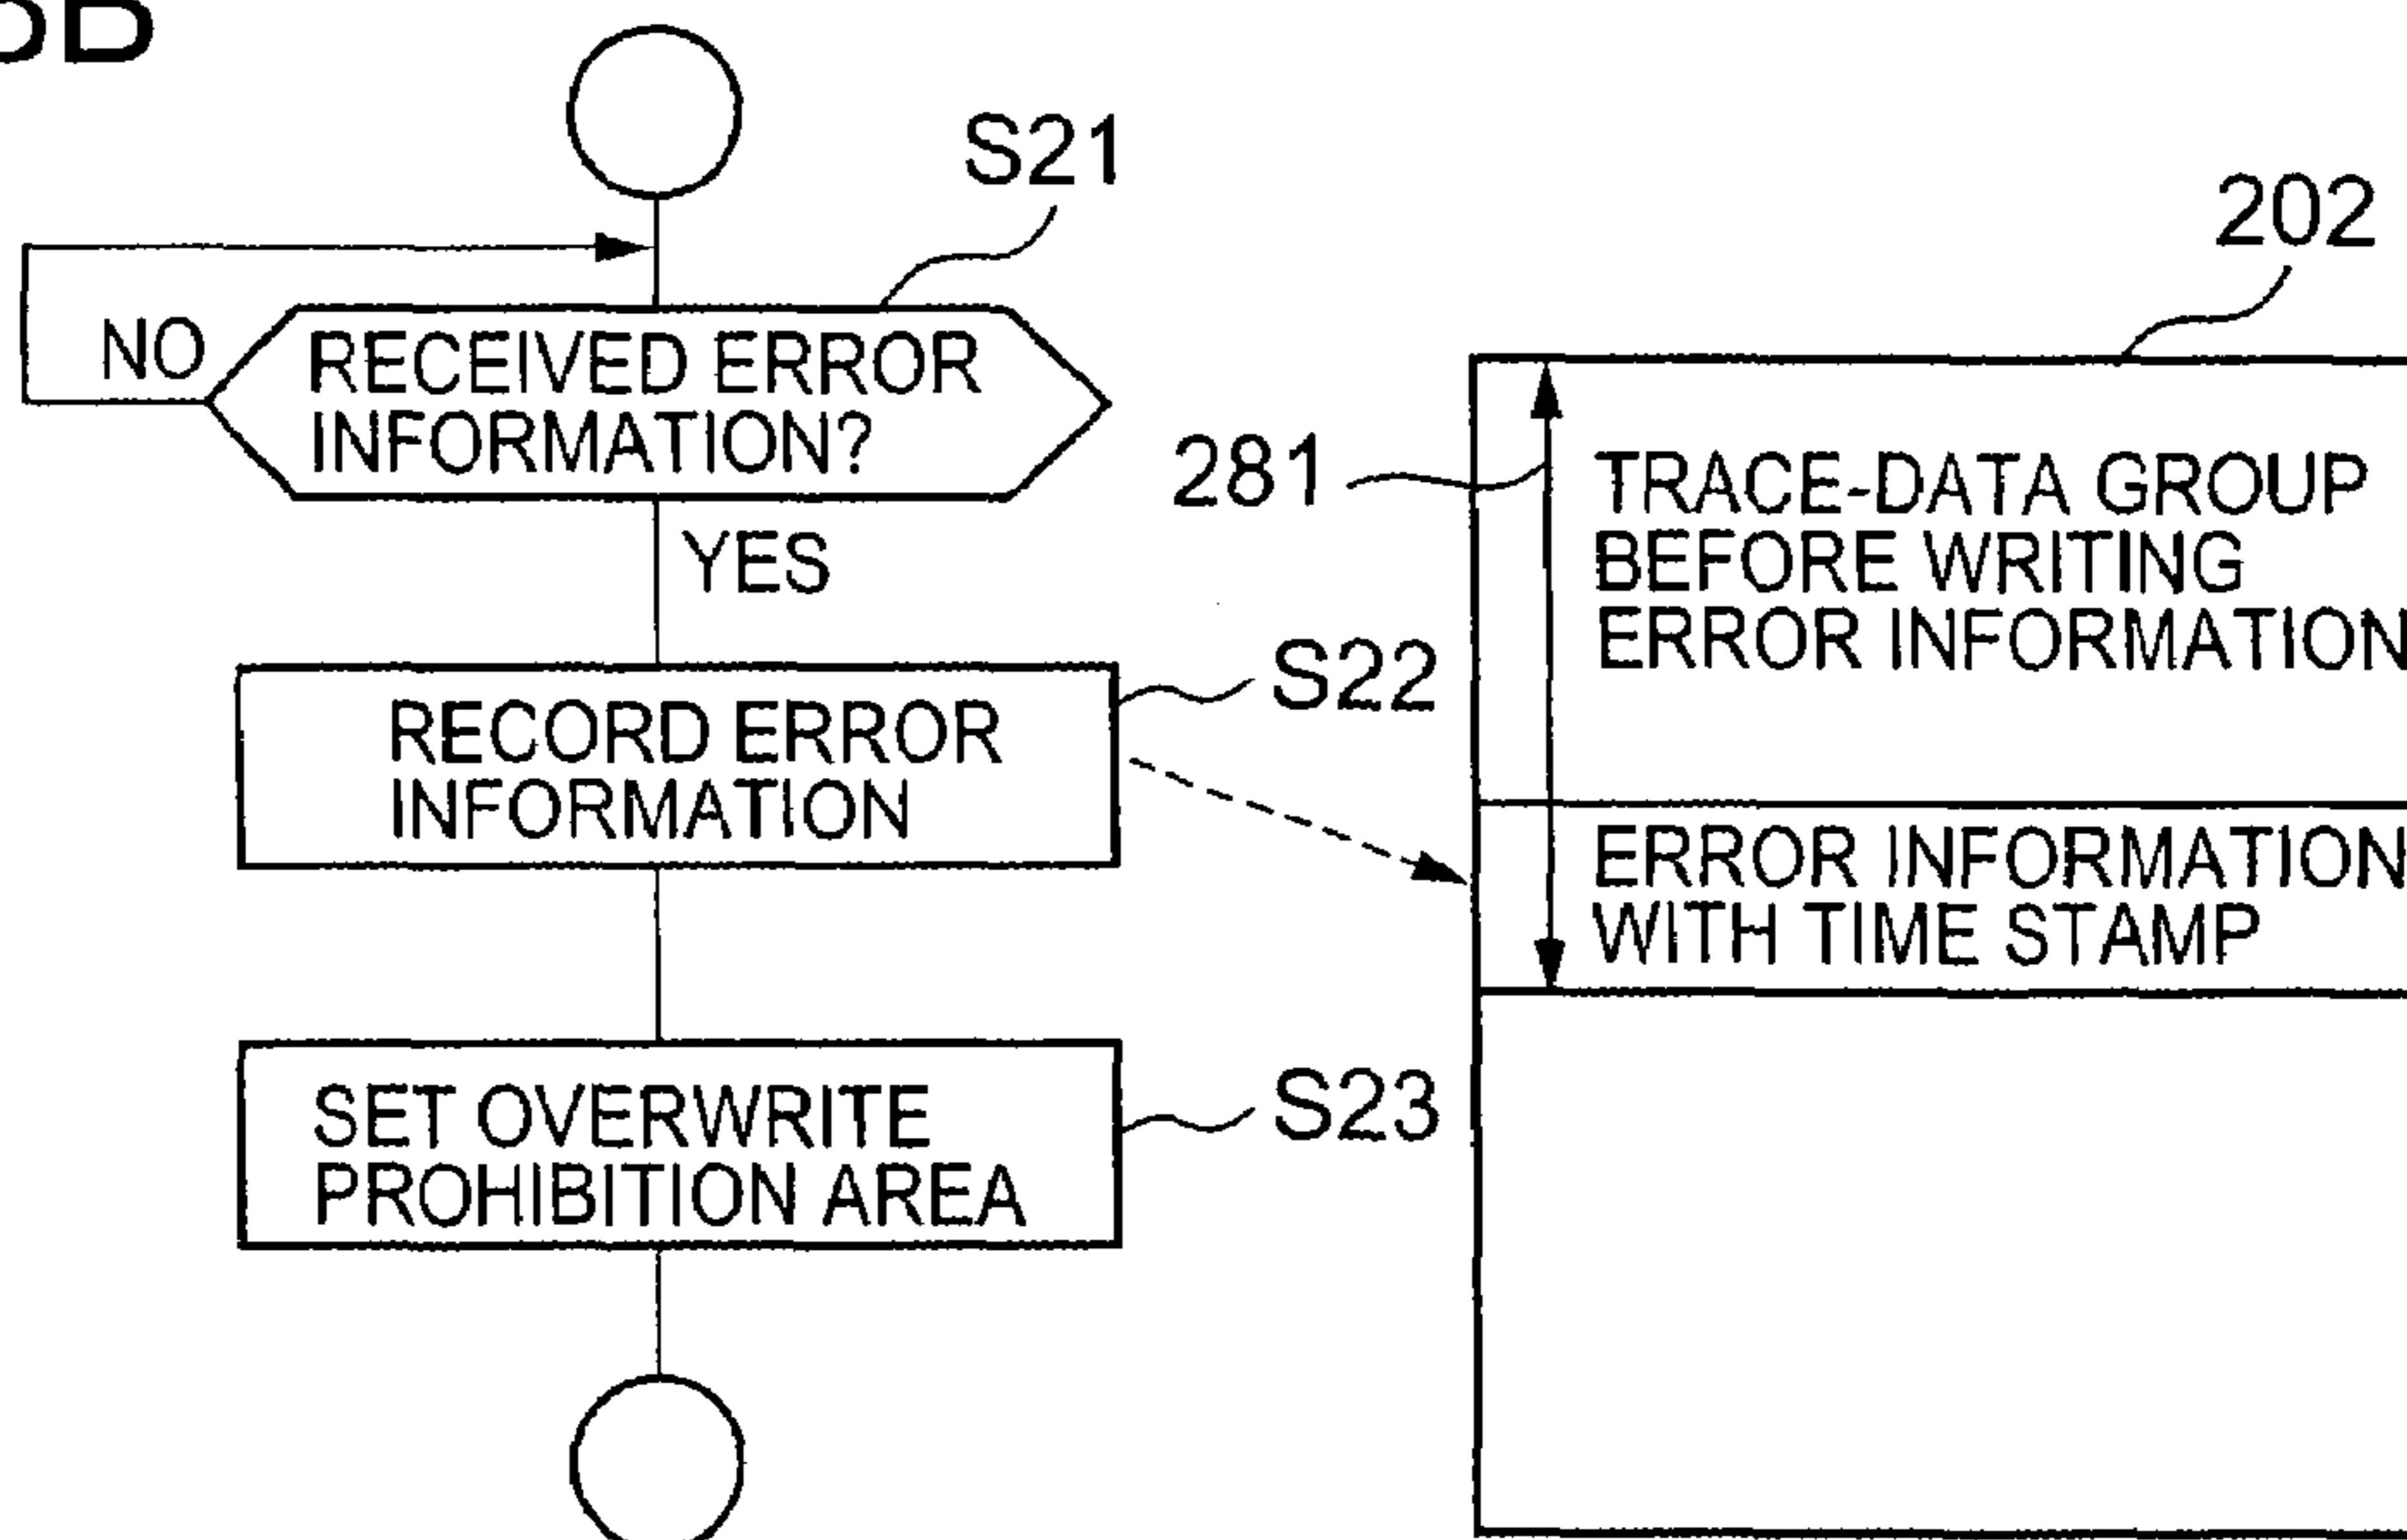 S21
202
NO
RECEIVED ERROR
INFORMATION?
281
TRACE-DATA GROUP
BEFORE WRITING
ERROR INFORMATION
YES
S22
RECORD ERROR
INFORMATION
ERROR INFORMATION
WITH TIME STAMP
S23
SET OVERWRITE
PROHIBITION AREA